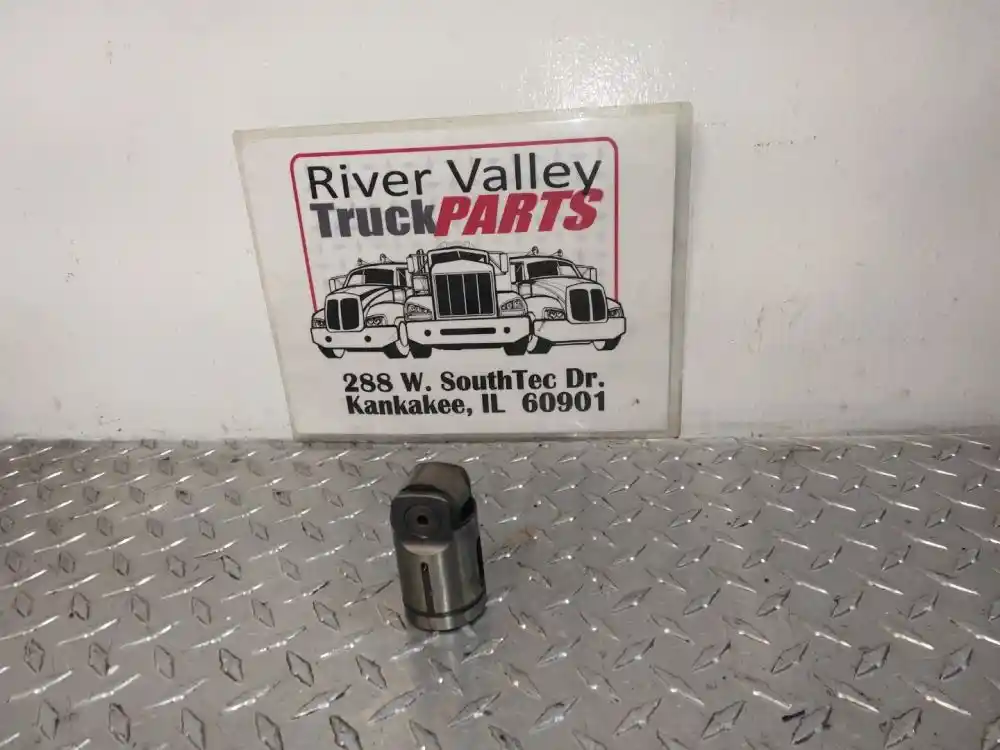 River Valley
TruckPARTS
288 W. SouthTec Dr.
Kankakee, IL 60901